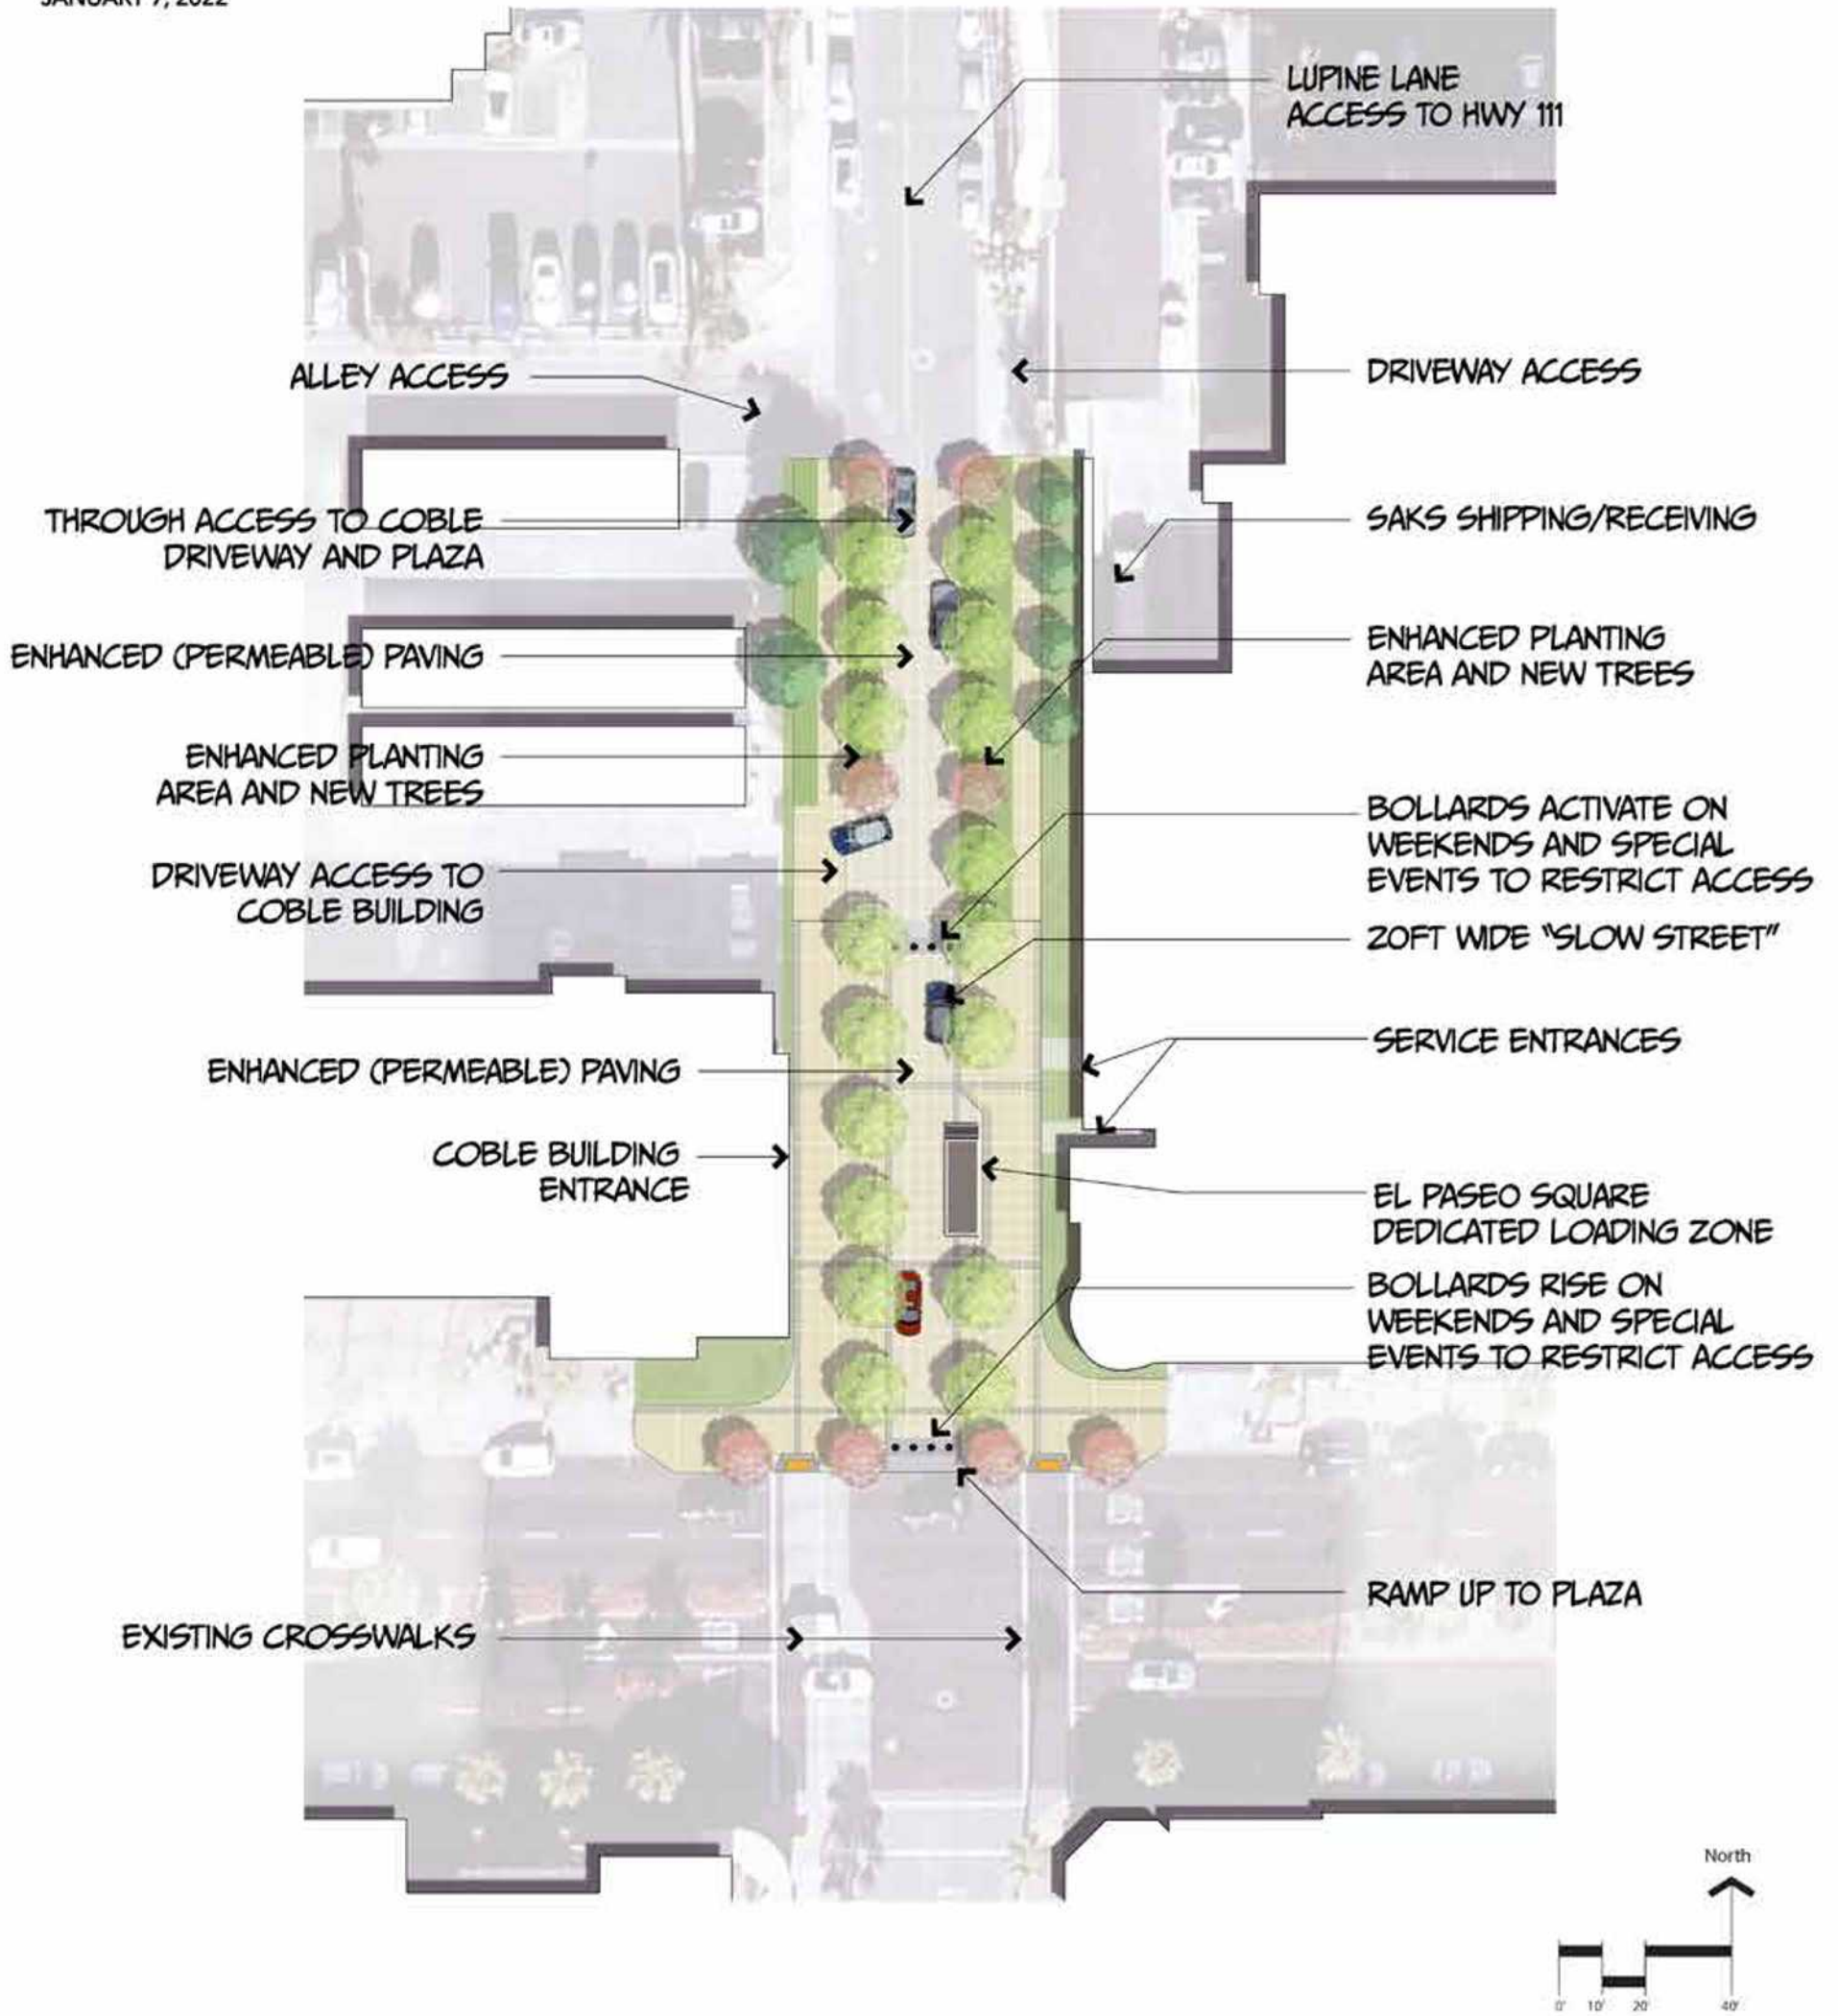 JANUARY 7, 2022
LUPINE LANE
ACCESS TO HWY 111
ALLEY ACCESS
DRIVEWAY ACCESS
THROUGH ACCESS TO COBLE
DRIVEWAY AND PLAZA
SAKS SHIPPING/RECEIVING
ENHANCED (PERMEABLE) PAVING
ENHANCED PLANTING
AREA AND NEW TREES
ENHANCED PLANTING
AREA AND NEW TREES
BOLLARDS ACTIVATE ON
WEEKENDS AND SPECIAL
EVENTS TO RESTRICT ACCESS
DRIVEWAY ACCESS TO
COBLE BUILDING
20FT WIDE "SLOW STREET"
SERVICE ENTRANCES
ENHANCED (PERMEABLE) PAVING
COBLE BUILDING
ENTRANCE
EL PASEO SQUARE
DEDICATED LOADING ZONE
BOLLARDS RISE ON
WEEKENDS AND SPECIAL
EVENTS TO RESTRICT ACCESS
RAMP UP TO PLAZA
EXISTING CROSSWALKS
North
0' 10' 20' 40'